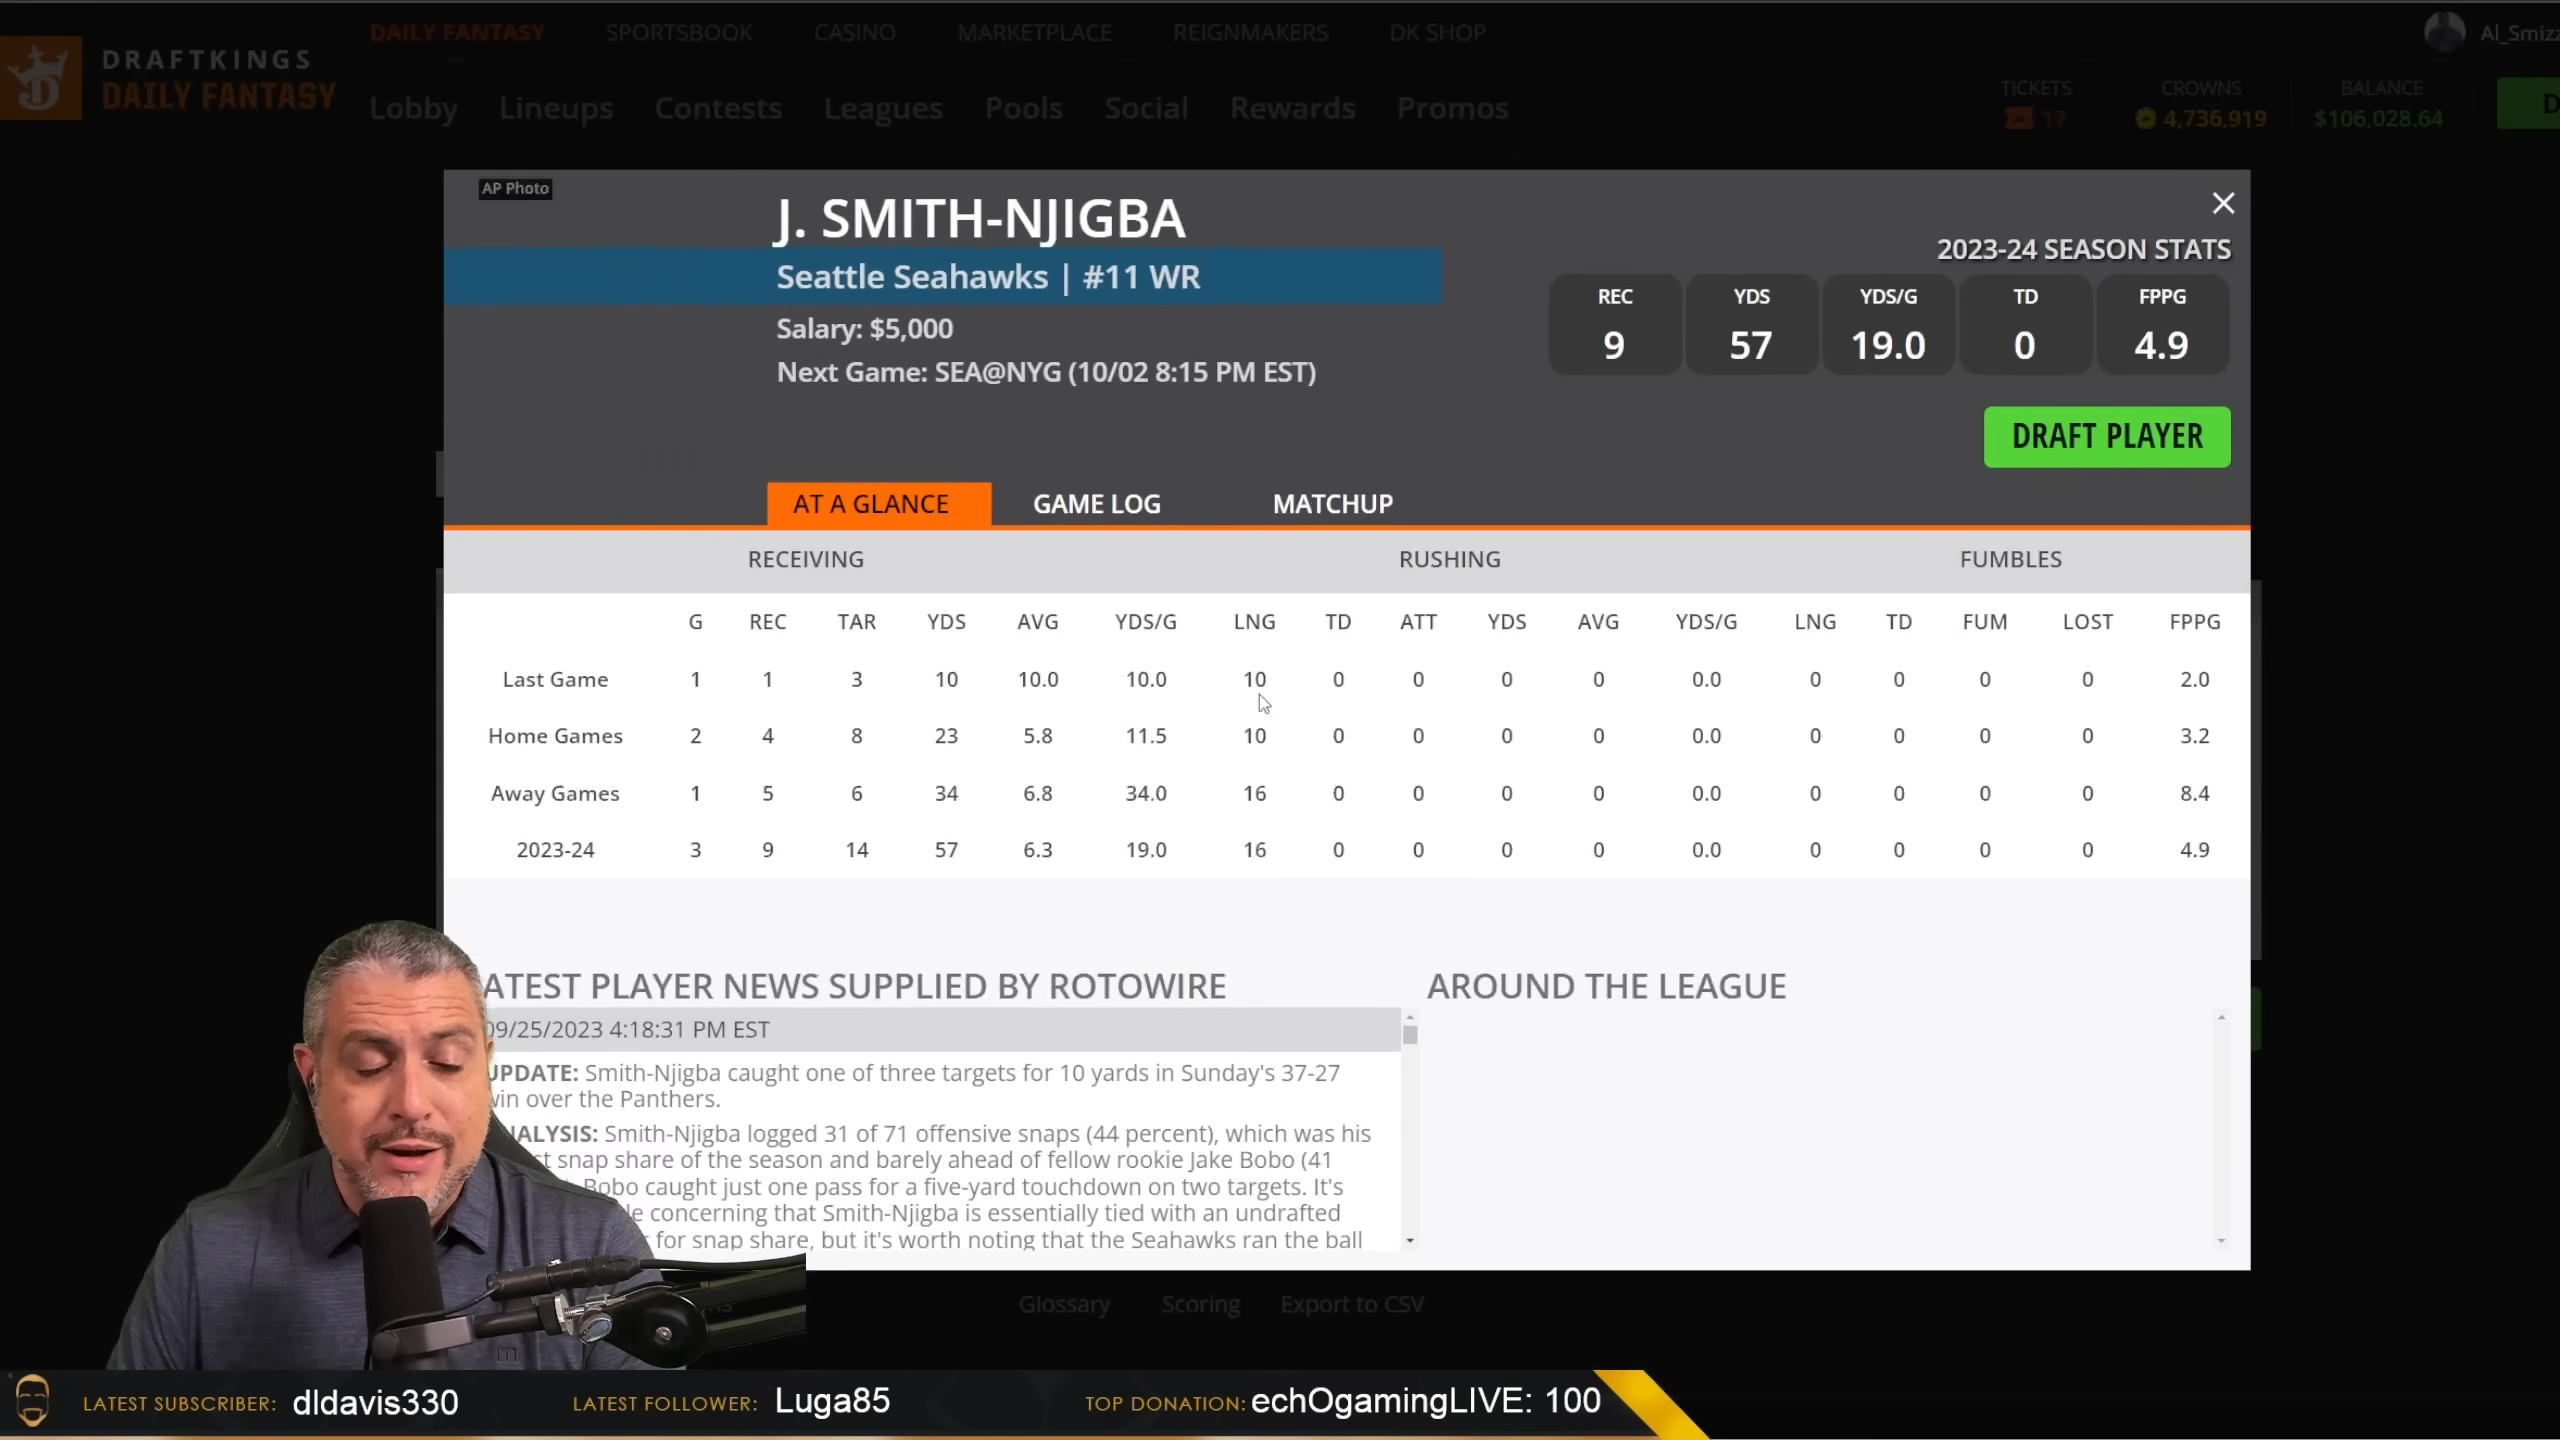 DAILY FANTASY SPORTSBOOK CASINO MARKETPLACE REIGNMAKERS DK SHOP
Al_Smizz
DRAFTKINGS
DAILY FANTASY
Lobby Lineups Contests Leagues Pools Social Rewards Promos
TICKETS CROWNS BALANCE
17 4,736,919 $106,028.64
D
AP Photo
J. SMITH-NJIGBA
Seattle Seahawks | #11 WR
Salary: $5,000
Next Game: SEA@NYG (10/02 8:15 PM EST)
2023-24 SEASON STATS
REC YDS YDS/G TD FPPG
9 57 19.0 0 4.9
DRAFT PLAYER
AT A GLANCE GAME LOG MATCHUP
RECEIVING RUSHING FUMBLES
G REC TAR YDS AVG YDS/G LNG TD ATT YDS AVG YDS/G LNG TD FUM LOST FPPG
Last Game 1 1 3 10 10.0 10.0 10 0 0 0 0 0.0 0 0 0 0 2.0
Home Games 2 4 8 23 5.8 11.5 10 0 0 0 0 0.0 0 0 0 0 3.2
Away Games 1 5 6 34 6.8 34.0 16 0 0 0 0 0.0 0 0 0 0 8.4
2023-24 3 9 14 57 6.3 19.0 16 0 0 0 0 0.0 0 0 0 0 4.9
ATEST PLAYER NEWS SUPPLIED BY ROTOWIRE
09/25/2023 4:18:31 PM EST
UPDATE: Smith-Njigba caught one of three targets for 10 yards in Sunday's 37-27
win over the Panthers.
NALYSIS: Smith-Njigba logged 31 of 71 offensive snaps (44 percent), which was his
st snap share of the season and barely ahead of fellow rookie Jake Bobo (41
Bobo caught just one pass for a five-yard touchdown on two targets. It's
le concerning that Smith-Njigba is essentially tied with an undrafted
for snap share, but it's worth noting that the Seahawks ran the ball
AROUND THE LEAGUE
Glossary Scoring Export to CSV
LATEST SUBSCRIBER: dldavis330 LATEST FOLLOWER: Luga85 TOP DONATION: echOgamingLIVE: 100